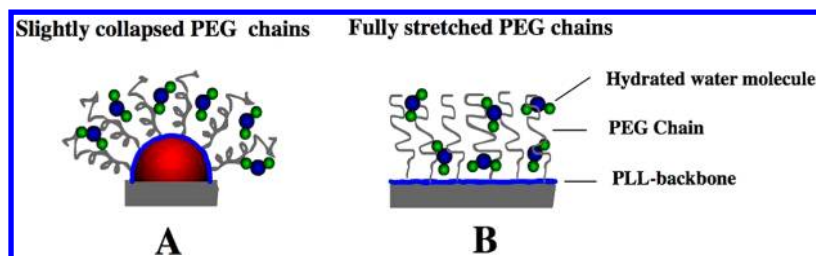 Slightly collapsed PEG chains
Fully stretched PEG chains
Hydrated water molecule
PEG Chain
PLL-backbone
A
B